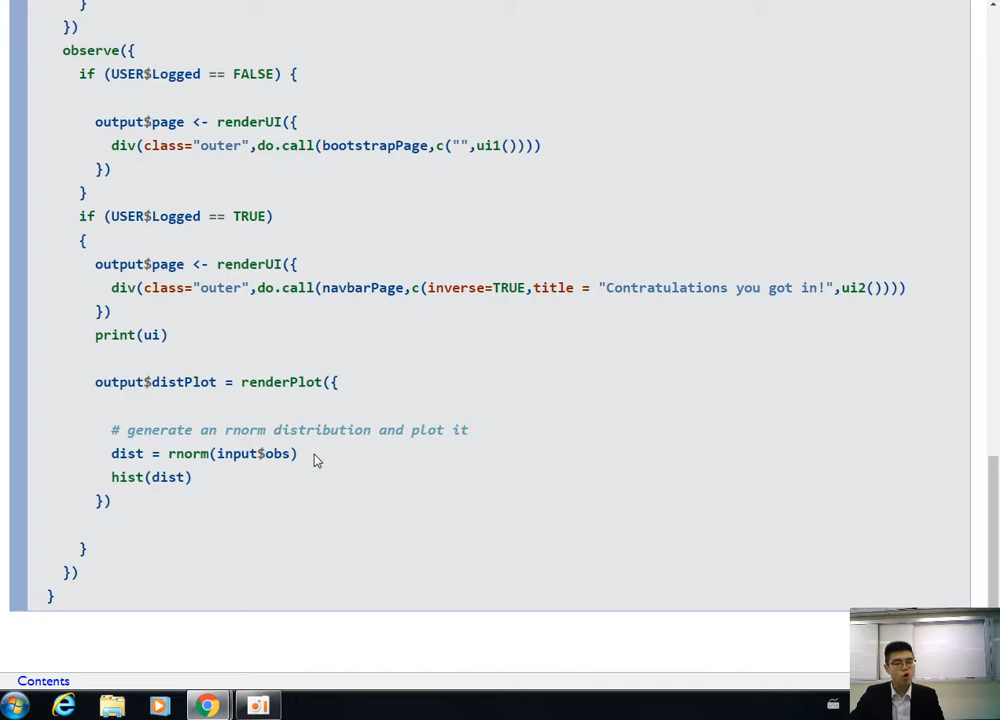 }
})
observe({
if (USER$Logged == FALSE) {
output$page <- renderUI({
div(class="outer",do.call(bootstrapPage,c("",ui1())))
})
}
if (USER$Logged == TRUE)
{
output$page <- renderUI({
div(class="outer",do.call(navbarPage,c(inverse=TRUE,title = "Contratulations you got in!",ui2())))
})
print(ui)
output$distPlot = renderPlot({
# generate an rnorm distribution and plot it
dist = rnorm(input$obs)
hist(dist)
})
}
})
}
Contents